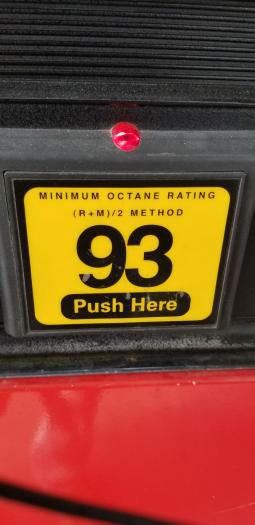 MINIMUM OCTANE RATING
(R+M)/2 METHOD
93
Push Here